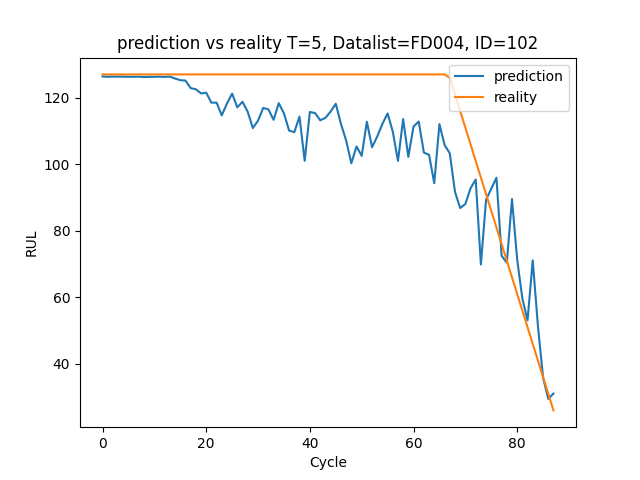 prediction vs reality T=5, Datalist=FD004, ID=102
prediction
reality
RUL
120
100
80
60
40
0 20 40 60 80
Cycle